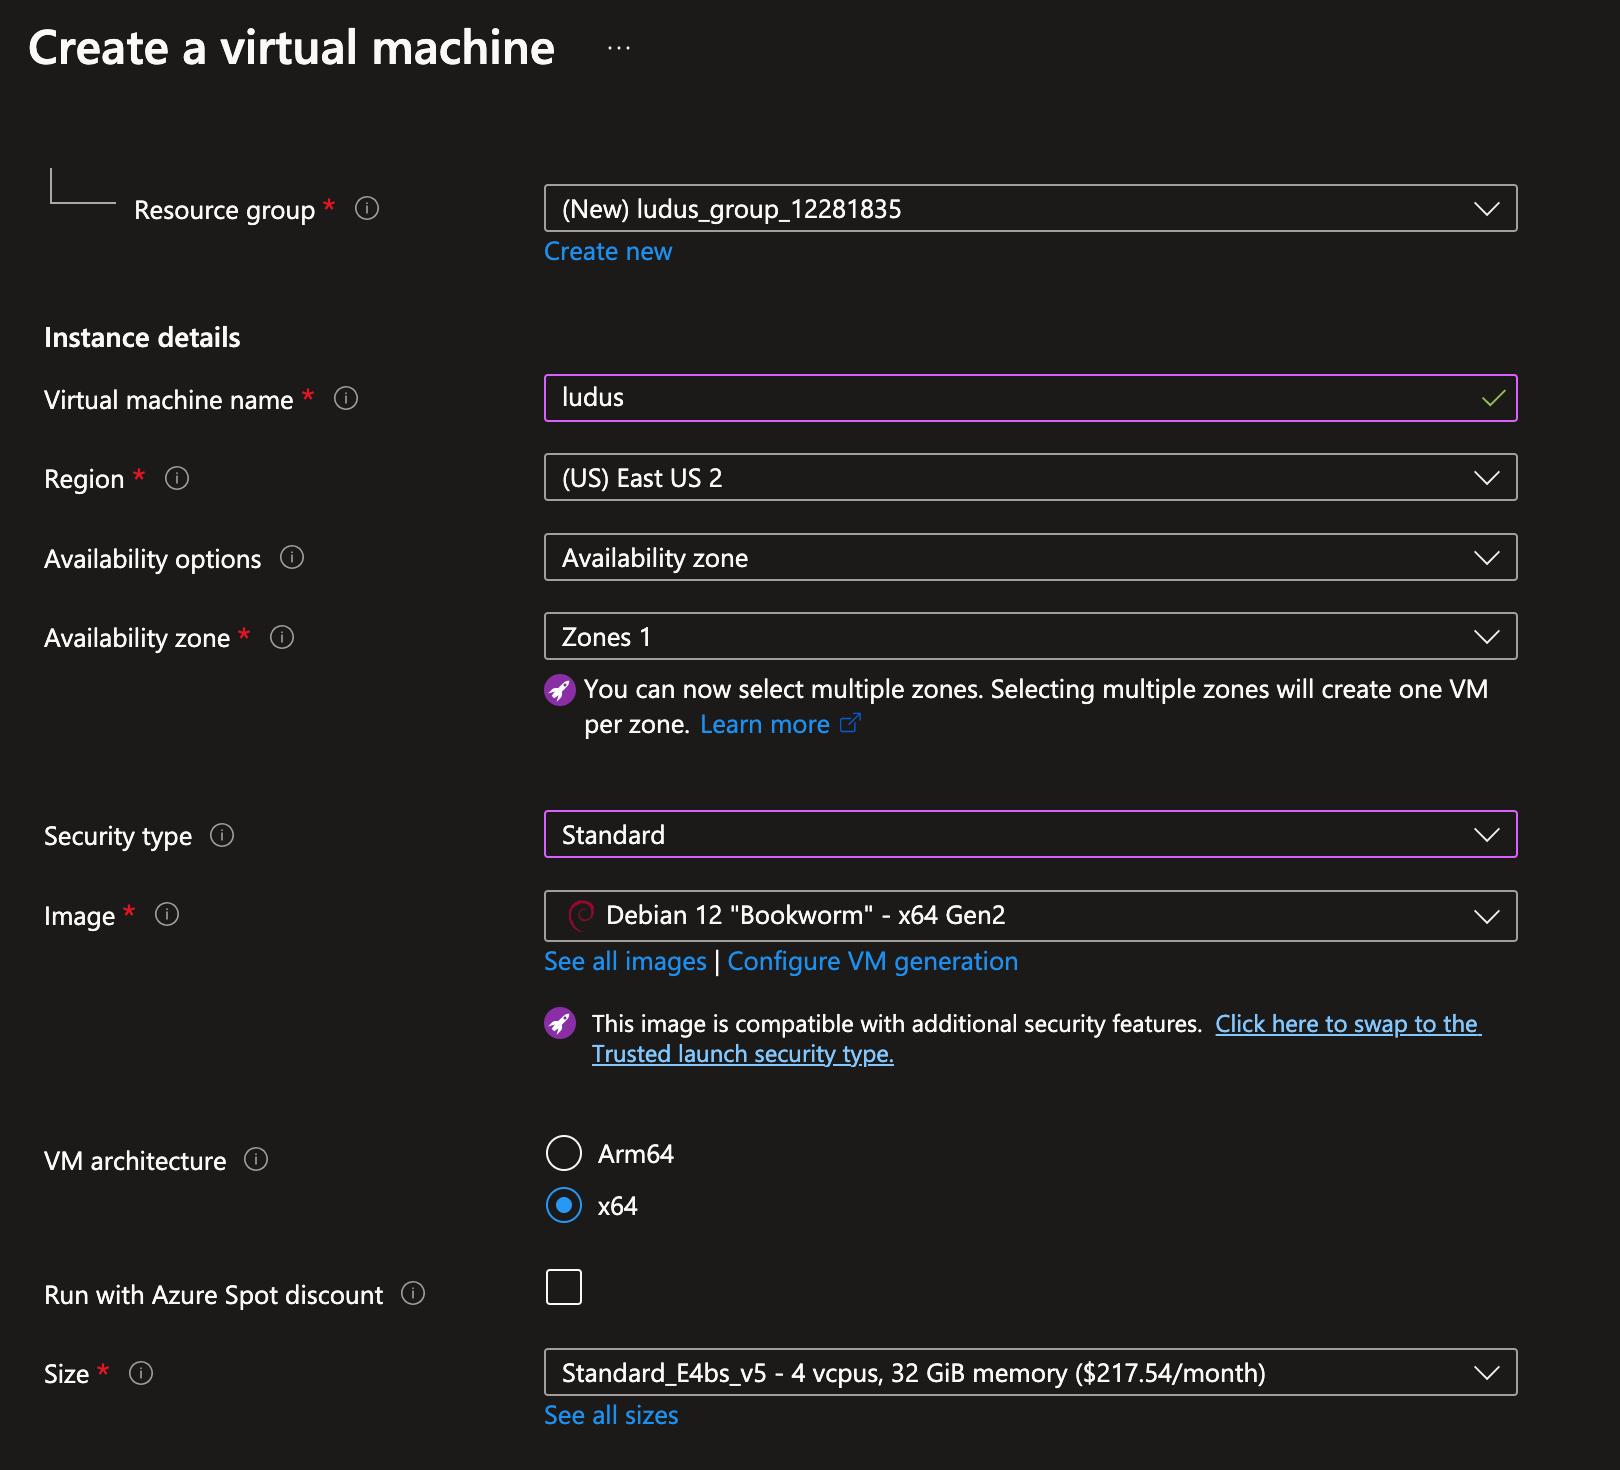 Create a virtual machine ...
Resource group *
(New) ludus_group_12281835
Create new
Instance details
Virtual machine name *
ludus
Region *
(US) East US 2
Availability options
Availability zone
Availability zone *
Zones 1
You can now select multiple zones. Selecting multiple zones will create one VM
per zone. Learn more
Security type
Standard
Image *
Debian 12 "Bookworm" - x64 Gen2
See all images | Configure VM generation
This image is compatible with additional security features. Click here to swap to the
Trusted launch security type.
VM architecture
Arm64
x64
Run with Azure Spot discount
Size *
Standard_E4bs_v5 - 4 vcpus, 32 GiB memory ($217.54/month)
See all sizes